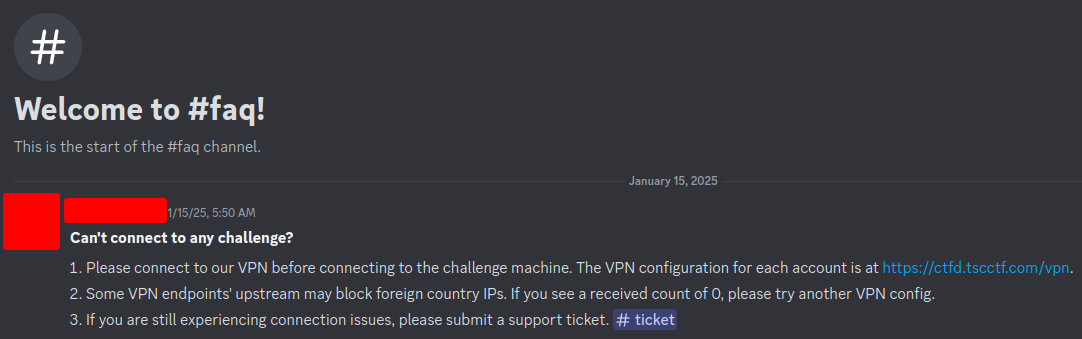 #
Welcome to #faq!
This is the start of the #faq channel.
January 15, 2025
1/15/25, 5:50 AM
Can't connect to any challenge?
1. Please connect to our VPN before connecting to the challenge machine. The VPN configuration for each account is at https://ctfd.tscctf.com/vpn.
2. Some VPN endpoints' upstream may block foreign country IPs. If you see a received count of 0, please try another VPN config.
3. If you are still experiencing connection issues, please submit a support ticket. # ticket